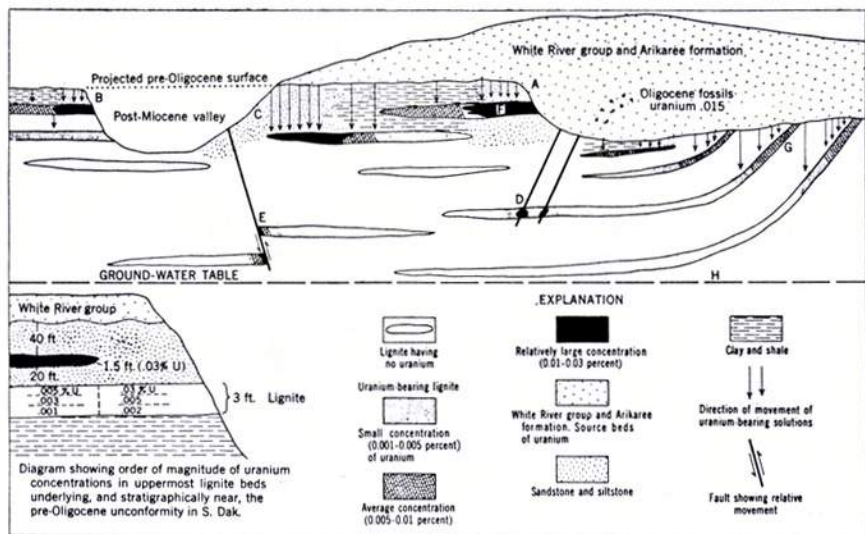 White River group and Arikaree formation
Projected pre-Oligocene surface
A
B
Oligocene fossils
uranium .015
Post-Miocene valley
C
F
G
D
E
GROUND-WATER TABLE
H
White River group
40 ft.
1.5 ft. (.03% U)
20 ft.
.005 % U
.03 % U
.003
.005
.001
.002
3 ft. Lignite
Diagram showing order of magnitude of uranium
concentrations in uppermost lignite beds
underlying, and stratigraphically near, the
pre-Oligocene unconformity in S. Dak.
EXPLANATION
Lignite having
no uranium
Uranium-bearing lignite
Small concentration
(0.001-0.005 percent)
of uranium
Average concentration
(0.005-0.01 percent)
Relatively large concentration
(0.01-0.03 percent)
White River group and Arikaree
formation. Source beds
of uranium
Sandstone and siltstone
Clay and shale
Direction of movement of
uranium-bearing solutions
Fault showing relative
movement